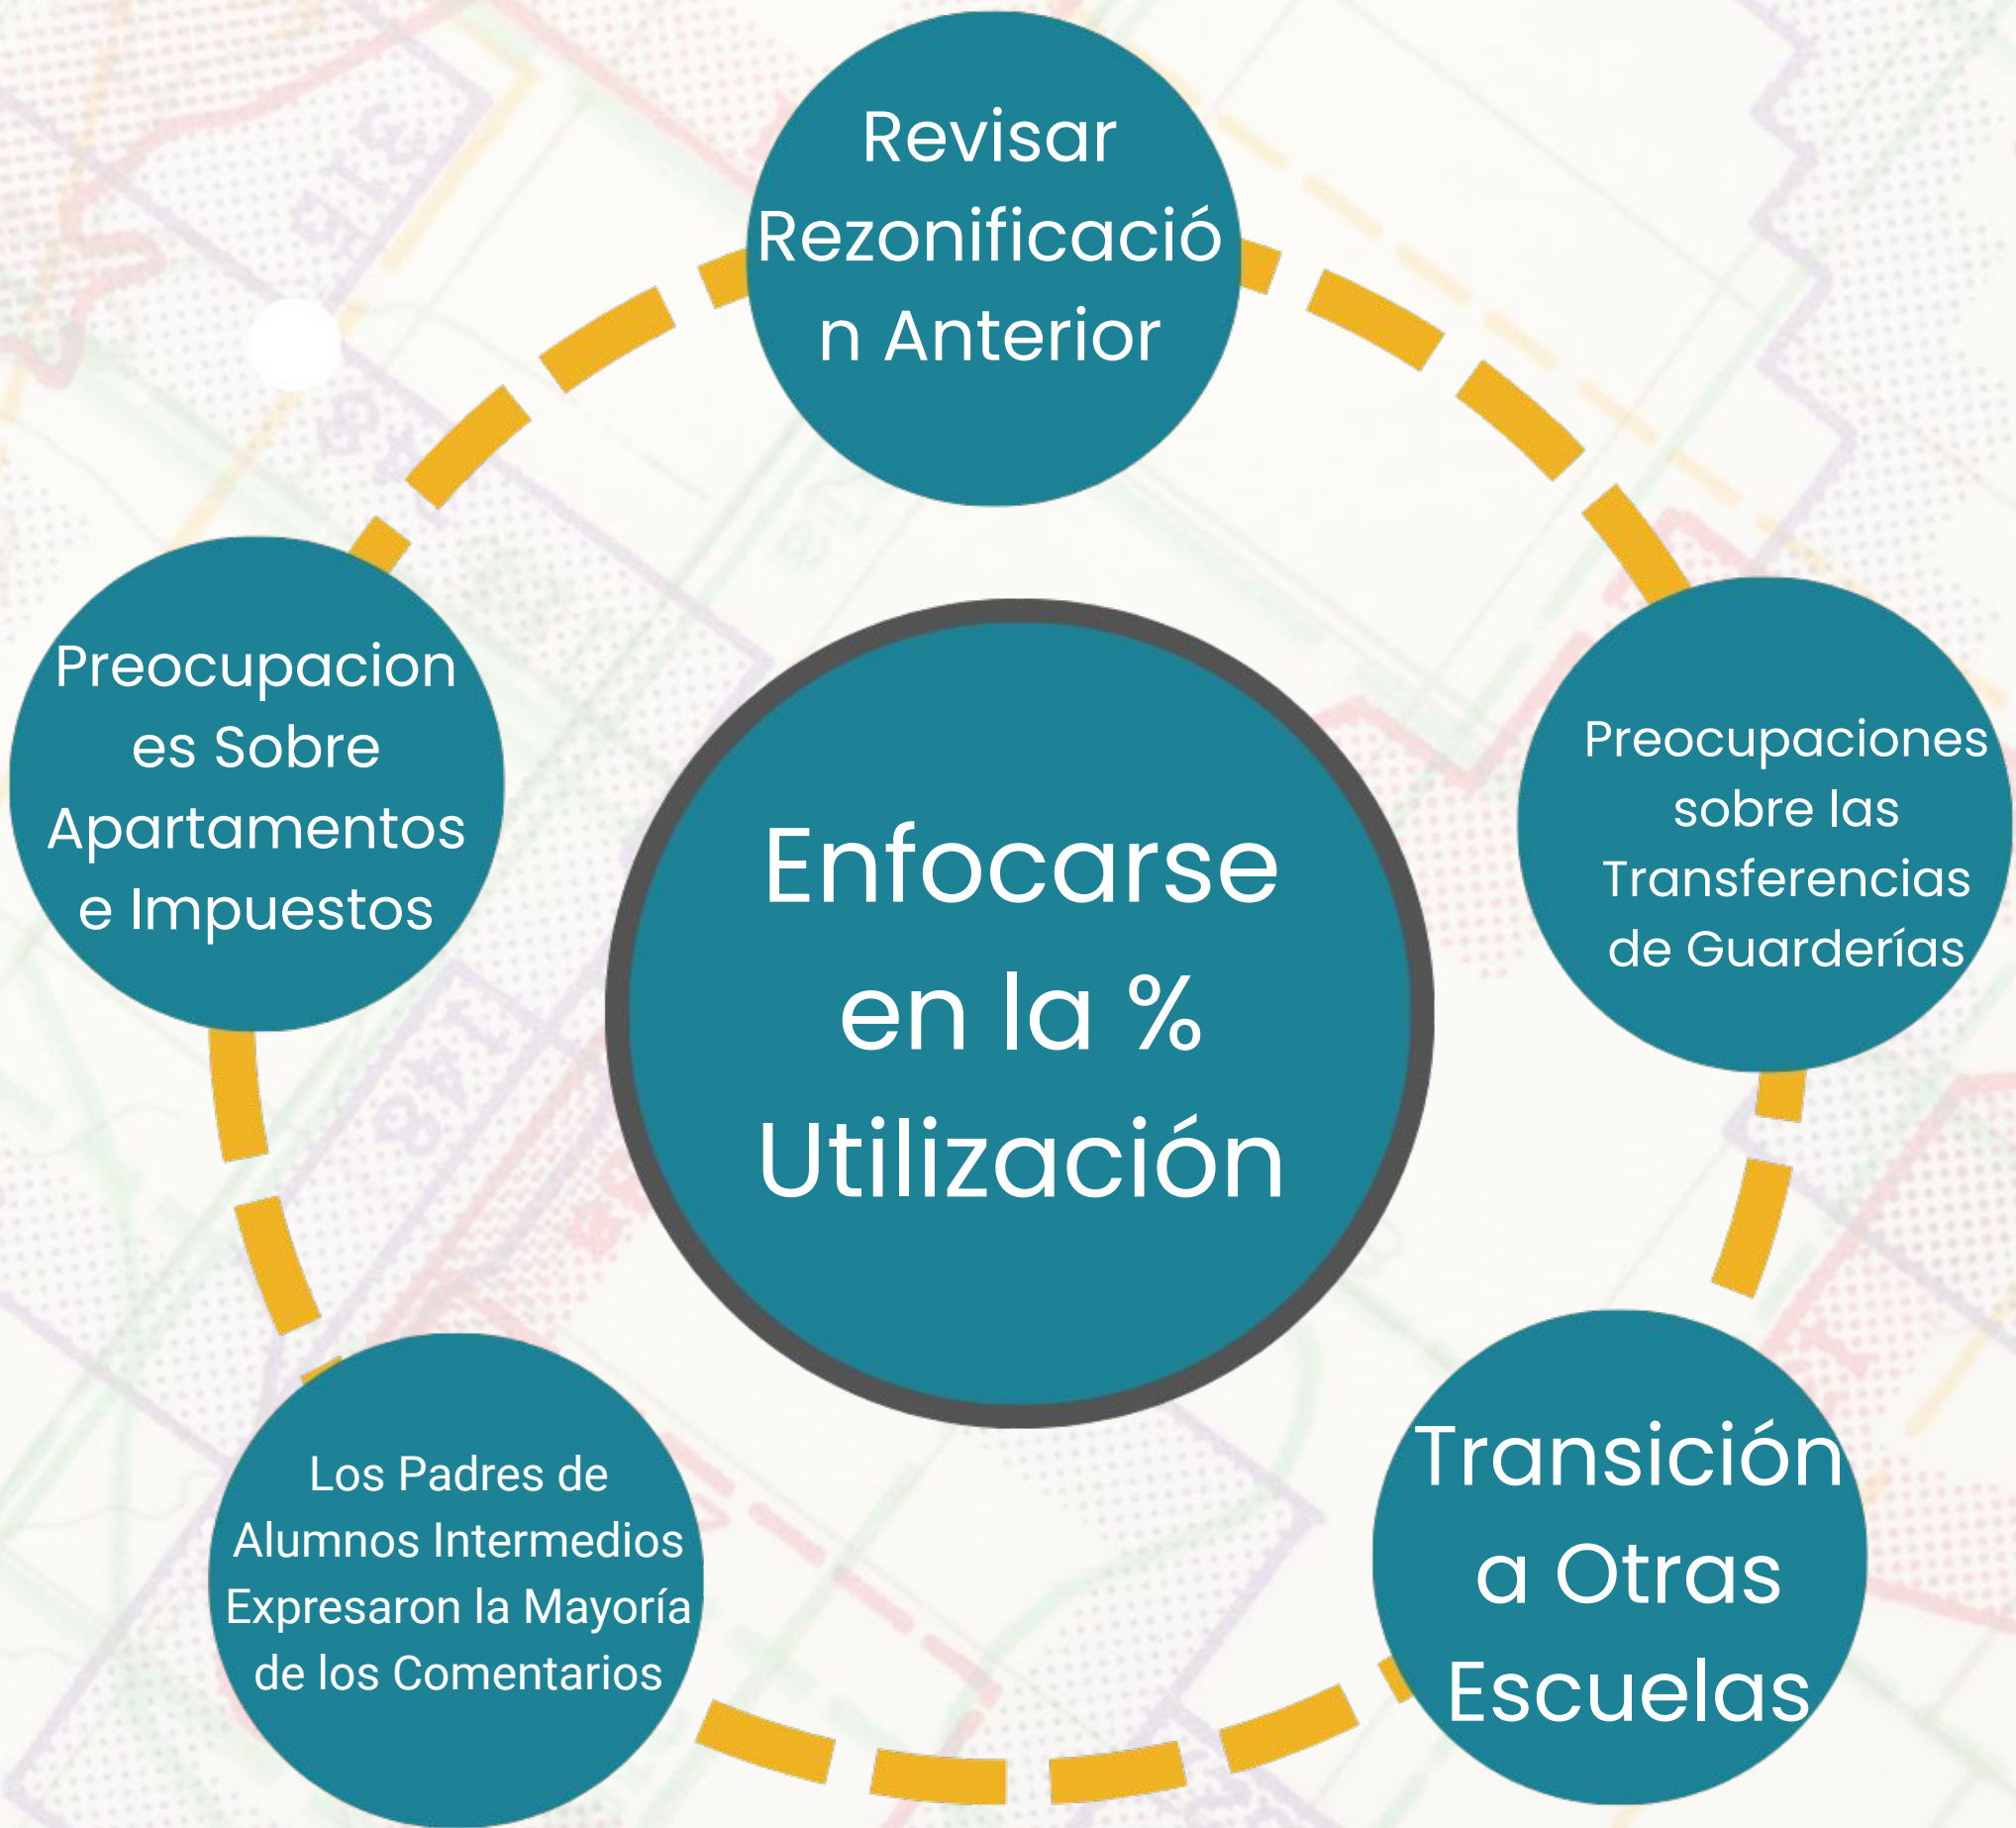 Revisar
Rezonificació
n Anterior
Preocupacion
es Sobre
Apartamentos
e Impuestos
Enfocarse
en la %
Utilización
Preocupaciones
sobre las
Transferencias
de Guarderías
Los Padres de
Alumnos Intermedios
Expresaron la Mayoría
de los Comentarios
Transición
a Otras
Escuelas